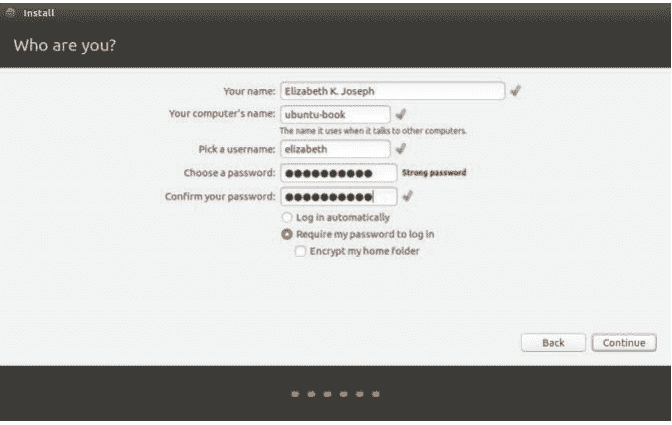 Install
Who are you?
Your name: Elizabeth K. Joseph
Your computer's name: ubuntu-book
The name it uses when it talks to other computers.
Pick a username: elizabeth
Choose a password: ●●●●●●●●●● Strong password
Confirm your password: ●●●●●●●●●●
Log in automatically
Require my password to log in
Encrypt my home folder
Back Continue